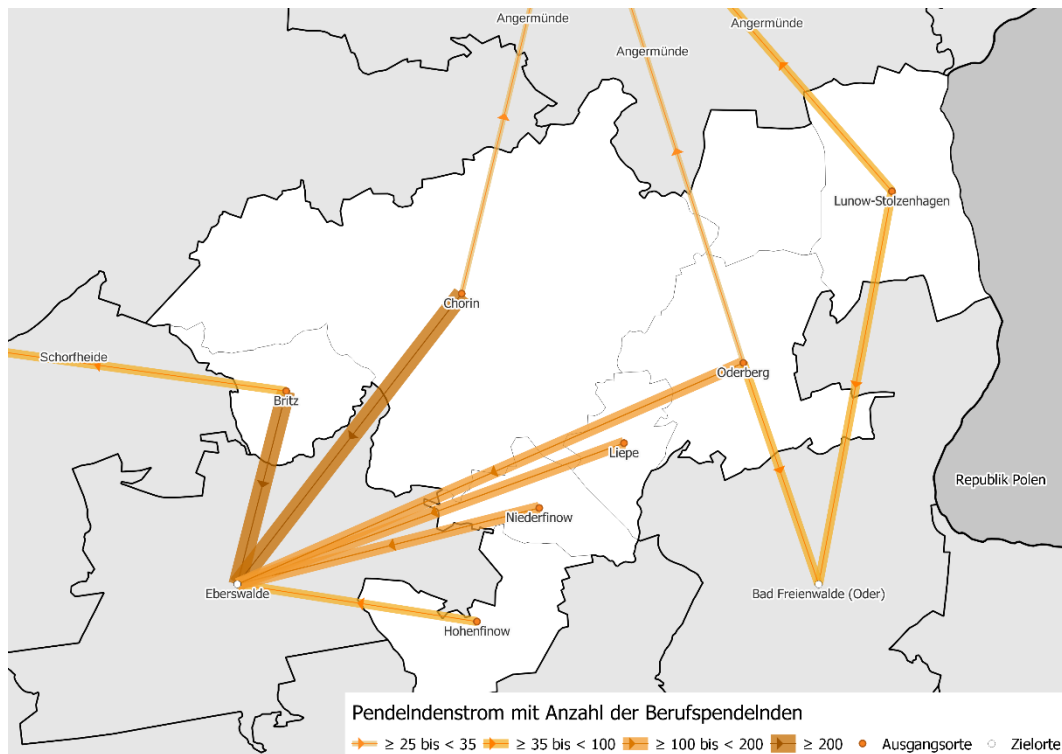 Angermünde
Angermünde
Angermünde
Lunow-Stolzenhagen
Chorin
Schorfheide
Oderberg
Britz
Liepe
Republik Polen
Niederfinow
Eberswalde
Bad Freienwalde (Oder)
Hohenfinow
Pendelndenstrom mit Anzahl der Berufspendelnden
≥ 25 bis < 35 ≥ 35 bis < 100 ≥ 100 bis < 200 ≥ 200 Ausgangsorte Zielorte